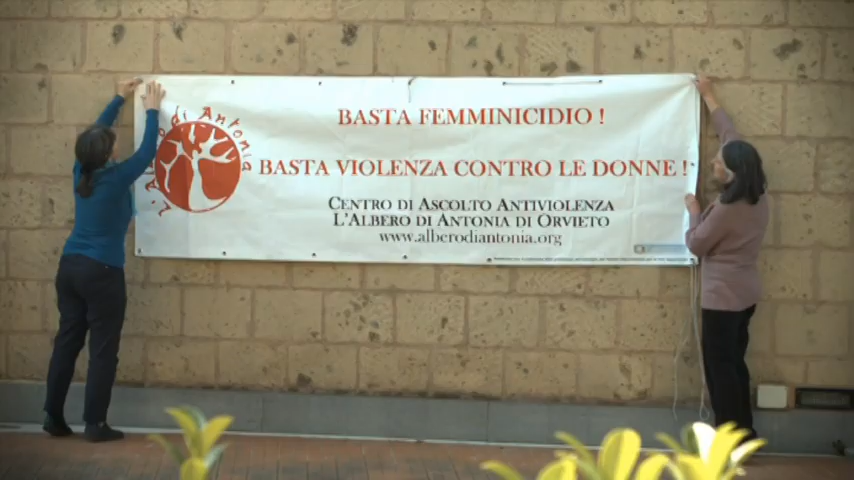 L'Albero di Antonia
BASTA FEMMINICIDIO !
BASTA VIOLENZA CONTRO LE DONNE !
CENTRO DI ASCOLTO ANTIVIOLENZA
L'ALBERO DI ANTONIA DI ORVIETO
www.alberodiantonia.org